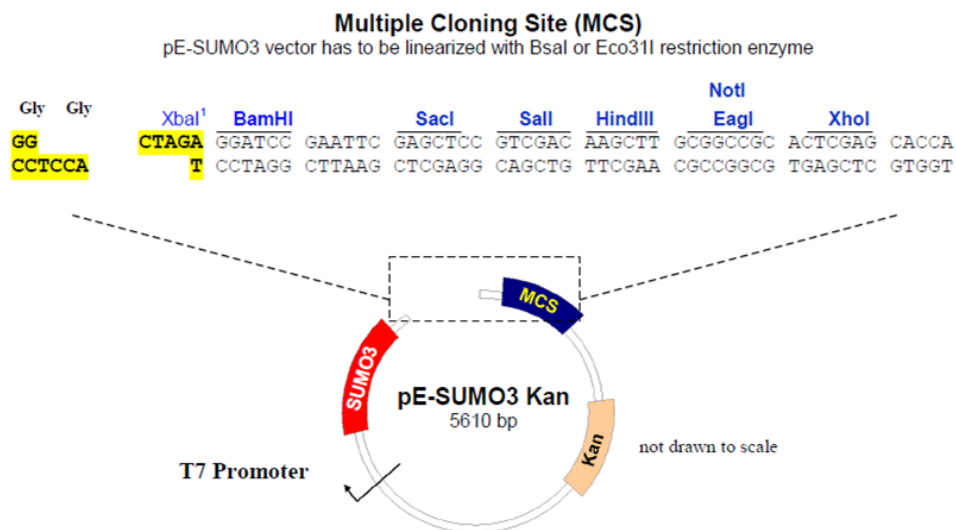 Multiple Cloning Site (MCS)
pE-SUMO3 vector has to be linearized with BsaI or Eco31I restriction enzyme
NotI
Gly Gly XbaI¹ BamHI SacI SalI HindIII EagI XhoI
GG CTAGA GGATCC GAATTC GAGCTCC GTCGAC AAGCTT GCGGCCGC ACTCGAG CACCA
CCTCCA T CCTAGG CTTAAG CTCGAGG CAGCTG TTCGAA CGCCGGCG TGAGCTC GTGGT
MCS
SUMO3
pE-SUMO3 Kan
5610 bp
Kan
not drawn to scale
T7 Promoter